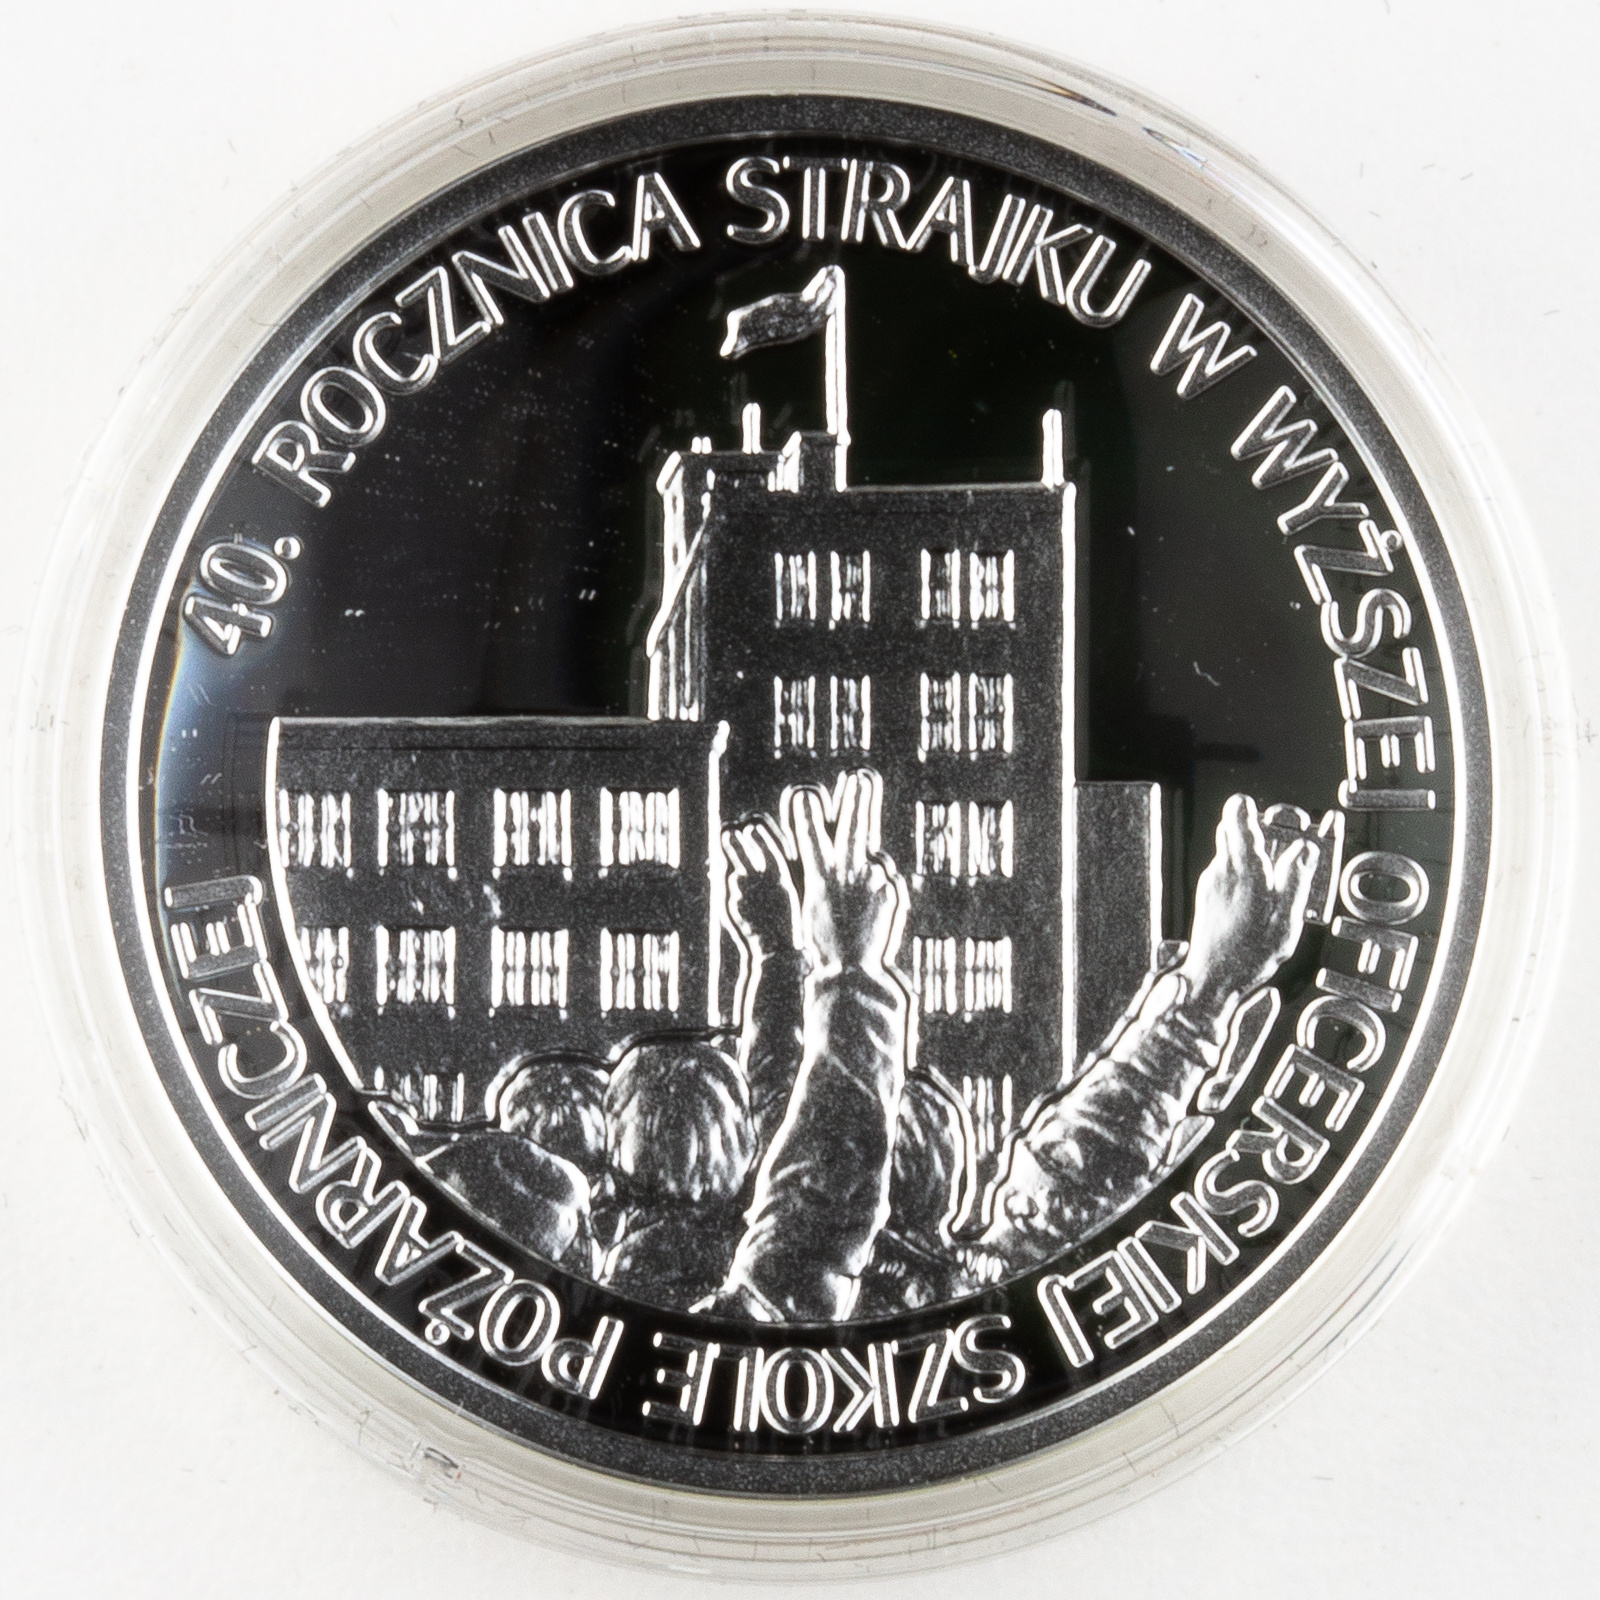 40. ROCZNICA STRAJKU W WYŻSZEJ OFICERSKIEJ SZKOLE POŻARNICZEJ